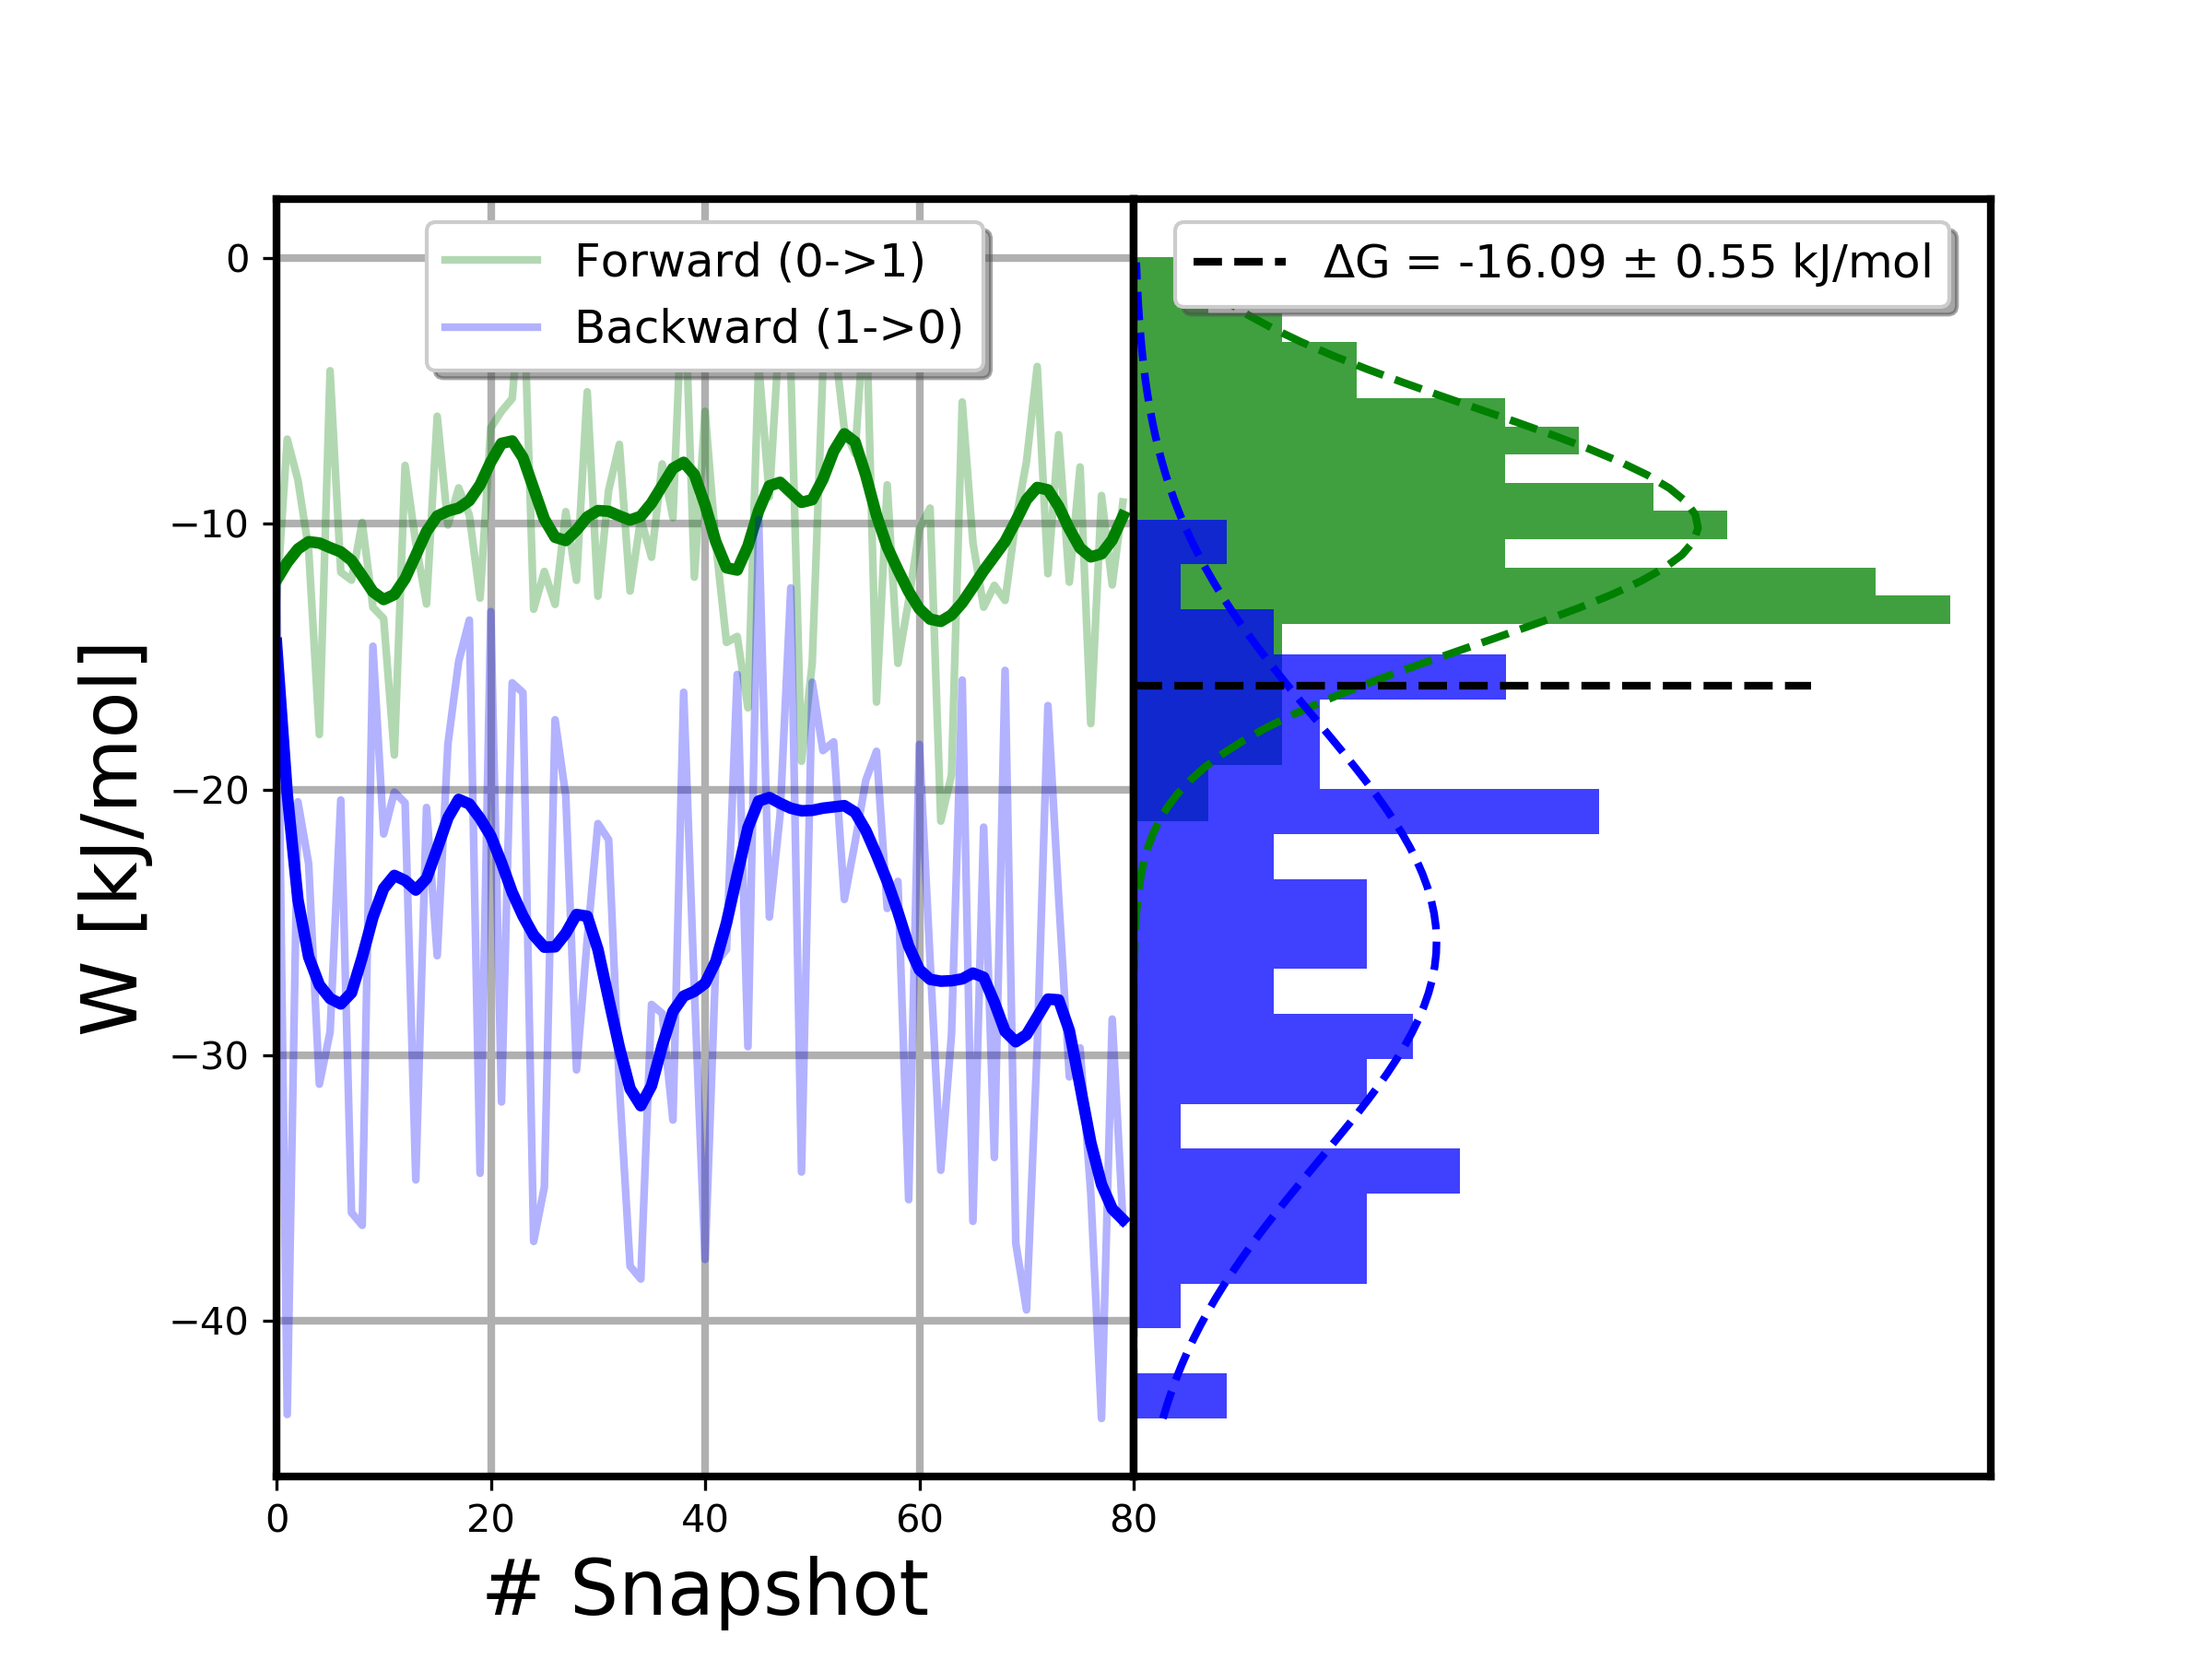 Forward (0->1)
Backward (1->0)
ΔG = -16.09 ± 0.55 kJ/mol
W [kJ/mol]
0
−10
−20
−30
−40
0 20 40 60 80
# Snapshot